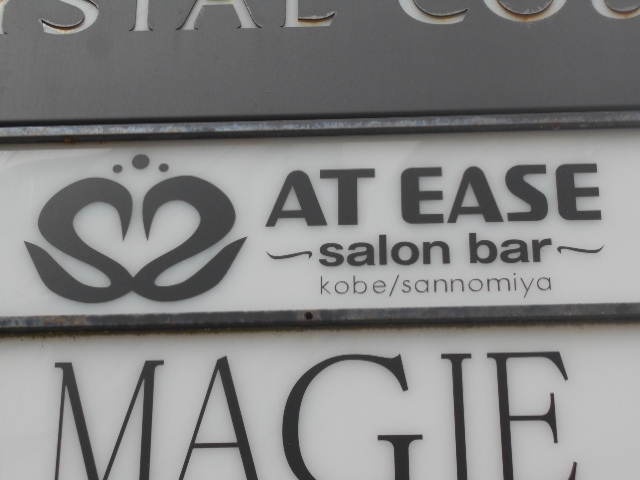 AT EASE
salon bar
kobe/sannomiya
MAGIE